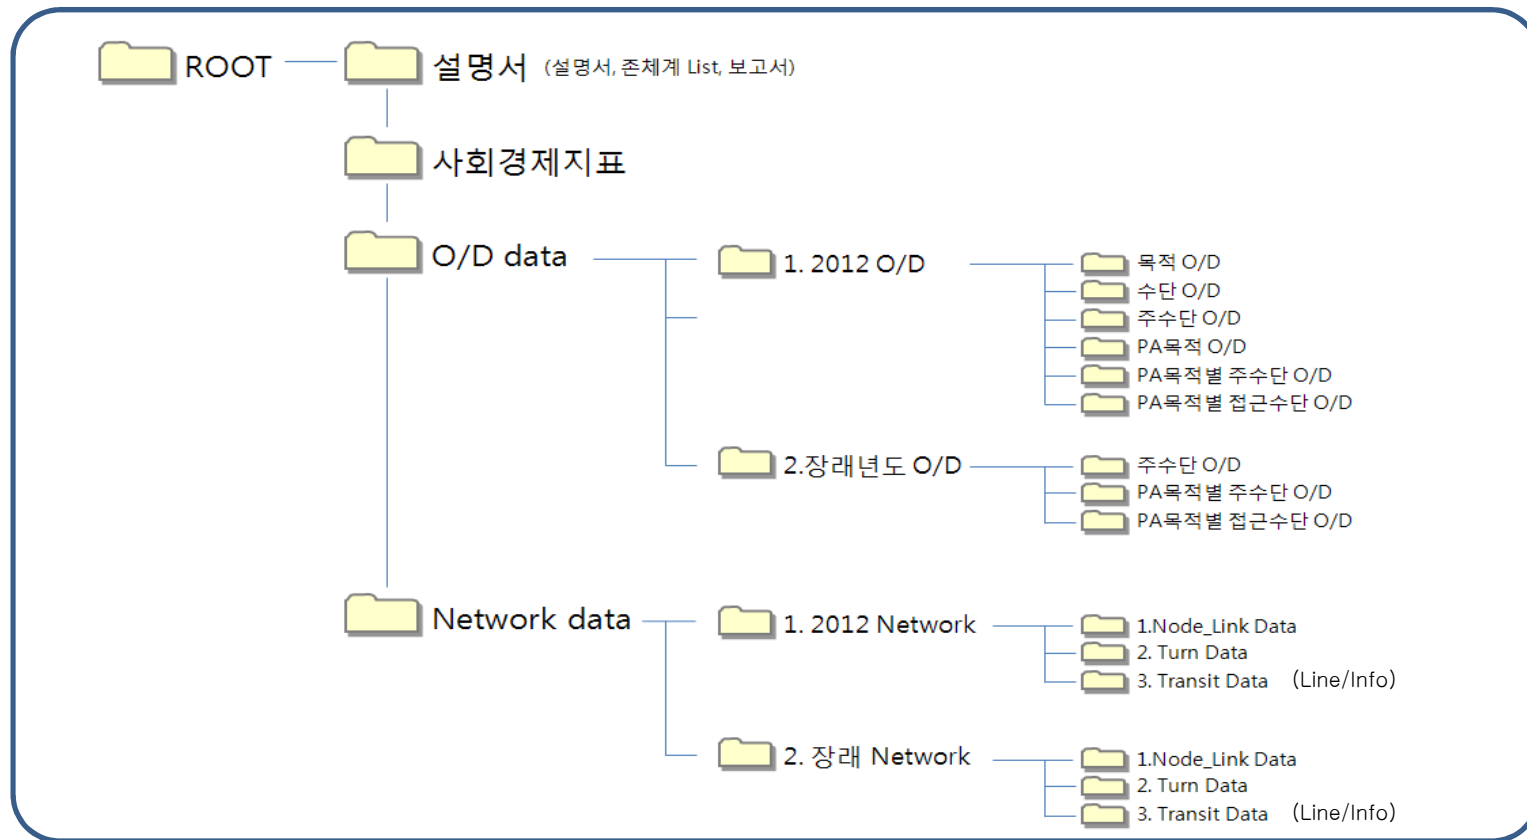 ROOT
설명서 (설명서, 존체계 List, 보고서)
사회경제지표
O/D data
1. 2012 O/D
목적 O/D
수단 O/D
주수단 O/D
PA목적 O/D
PA목적별 주수단 O/D
PA목적별 접근수단 O/D
2.장래년도 O/D
주수단 O/D
PA목적별 주수단 O/D
PA목적별 접근수단 O/D
Network data
1. 2012 Network
1.Node_Link Data
2. Turn Data
3. Transit Data (Line/Info)
2. 장래 Network
1.Node_Link Data
2. Turn Data
3. Transit Data (Line/Info)